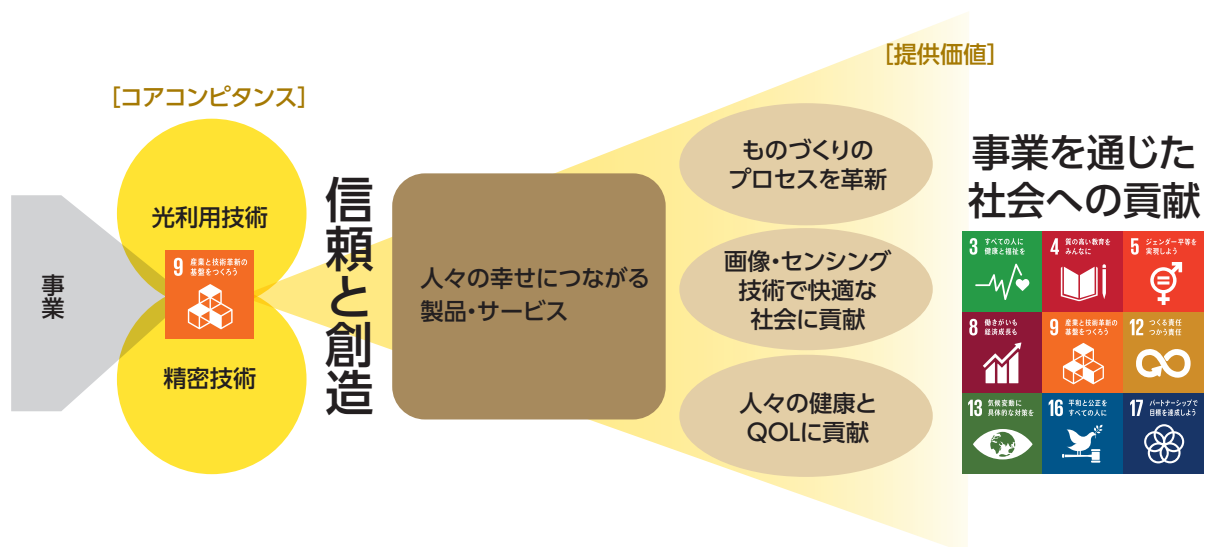 [コアコンピタンス]
事業
光利用技術
9 産業と技術革新の
基盤をつくろう
精密技術
信頼と創造
人々の幸せにつながる
製品・サービス
[提供価値]
ものづくりの
プロセスを革新
画像・センシング
技術で快適な
社会に貢献
人々の健康と
QOLに貢献
事業を通じた
社会への貢献
3 すべての人に
健康と福祉を
4 質の高い教育を
みんなに
5 ジェンダー平等を
実現しよう
8 働きがいも
経済成長も
9 産業と技術革新の
基盤をつくろう
12 つくる責任
つかう責任
13 気候変動に
具体的な対策を
16 平和と公正を
すべての人に
17 パートナーシップで
目標を達成しよう